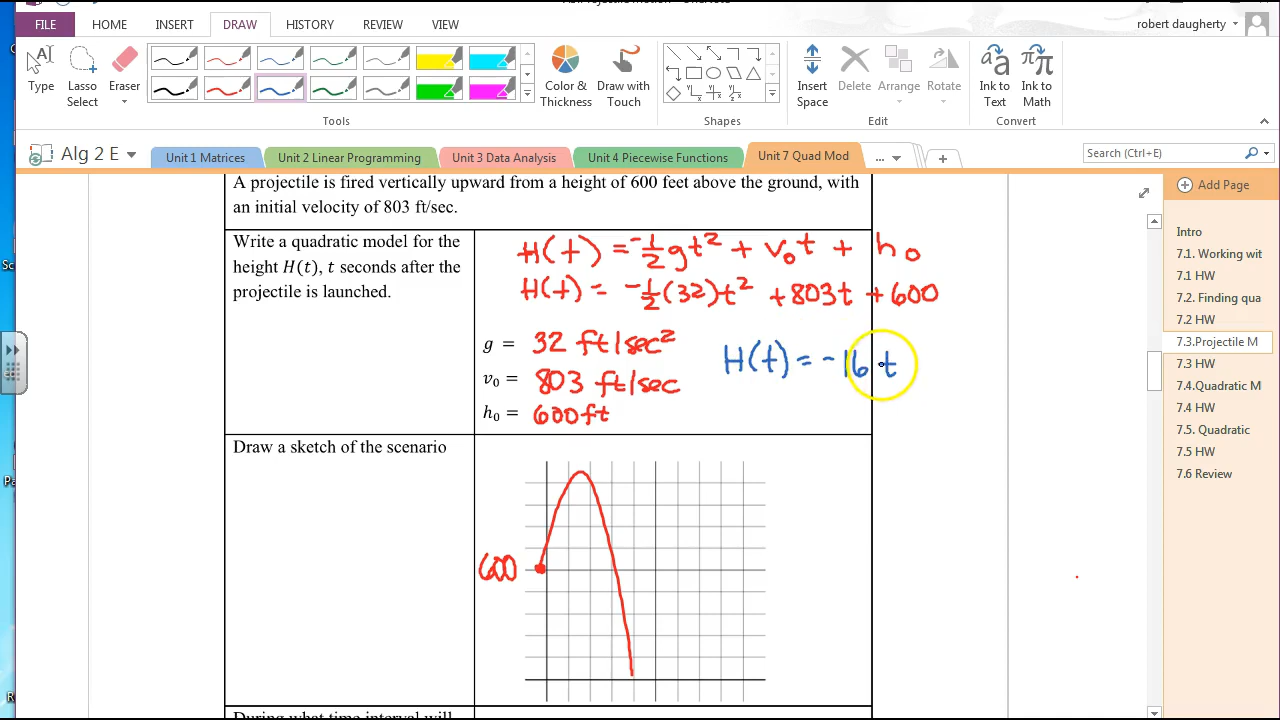 FILE HOME INSERT DRAW HISTORY REVIEW VIEW
robert daugherty
Type
Lasso Select
Eraser
Color & Thickness
Draw with Touch
Insert Space
Delete
Arrange
Rotate
Ink to Text
Ink to Math
Tools
Shapes
Edit
Convert
Alg 2 E
Unit 1 Matrices
Unit 2 Linear Programming
Unit 3 Data Analysis
Unit 4 Piecewise Functions
Unit 7 Quad Mod
...
Search (Ctrl+E)
A projectile is fired vertically upward from a height of 600 feet above the ground, with
an initial velocity of 803 ft/sec.
Write a quadratic model for the
height H(t), t seconds after the
projectile is launched.
H(t) = -½gt² + v₀t + h₀
H(t) = -½(32)t² + 803t + 600
g = 32 ft/sec²
v₀ = 803 ft/sec
h₀ = 600ft
H(t) = -16t
Draw a sketch of the scenario
600
During what time interval will
Add Page
Intro
7.1. Working wit
7.1 HW
7.2. Finding qua
7.2 HW
7.3.Projectile M
7.3 HW
7.4.Quadratic M
7.4 HW
7.5. Quadratic
7.5 HW
7.6 Review